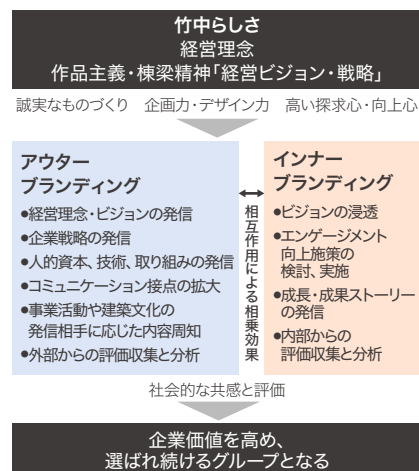 竹中らしさ
経営理念
作品主義・棟梁精神「経営ビジョン・戦略」
誠実なものづくり　企画力・デザイン力　高い探求心・向上心
アウター
ブランディング
●経営理念・ビジョンの発信
●企業戦略の発信
●人的資本、技術、取り組みの発信
●コミュニケーション接点の拡大
●事業活動や建築文化の
発信相手に応じた内容周知
●外部からの評価収集と分析
相互作用による相乗効果
インナー
ブランディング
●ビジョンの浸透
●エンゲージメント
向上施策の
検討、実施
●成長・成果ストーリー
の発信
●内部からの
評価収集と分析
社会的な共感と評価
企業価値を高め、
選ばれ続けるグループとなる